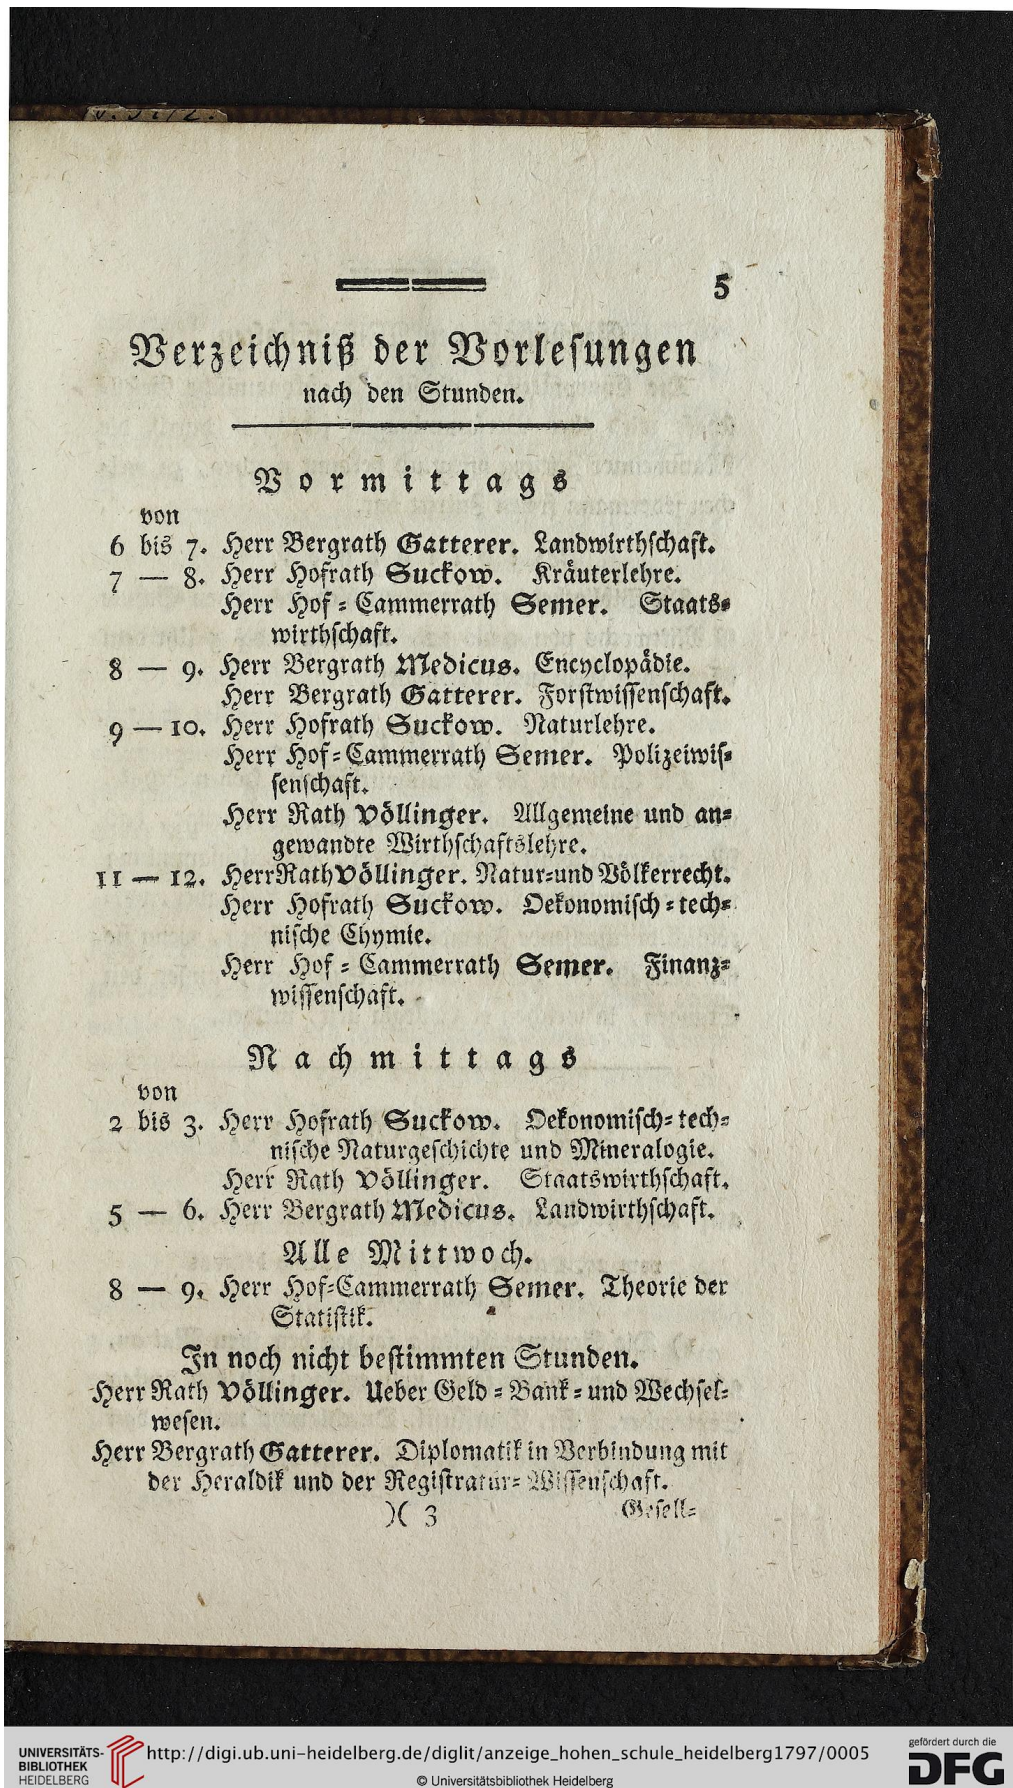 5
Verzeichniß der Vorlesungen
nach den Stunden.
Vormittags
von
6 bis 7. Herr Bergrath Gatterer. Landwirthschaft.
7 — 8. Herr Hofrath Suckow. Kräuterlehre.
Herr Hof-Cammerrath Semer. Staats-
wirthschaft.
8 — 9. Herr Bergrath Medicus. Encyclopädie.
Herr Bergrath Gatterer. Forstwissenschaft.
9 — 10. Herr Hofrath Suckow. Naturlehre.
Herr Hof-Cammerrath Semer. Polizeiwis-
senschaft.
Herr Rath Völlinger. Allgemeine und an-
gewandte Wirthschaftslehre.
11 — 12. Herr Rath Völlinger. Natur-und Völkerrecht.
Herr Hofrath Suckow. Oekonomisch-tech-
nische Chymie.
Herr Hof-Cammerrath Semer. Finanz-
wissenschaft.
Nachmittags
von
2 bis 3. Herr Hofrath Suckow. Oekonomisch-tech-
nische Naturgeschichte und Mineralogie.
Herr Rath Völlinger. Staatswirthschaft.
5 — 6. Herr Bergrath Medicus. Landwirthschaft.
Alle Mittwoch.
8 — 9. Herr Hof-Cammerrath Semer. Theorie der
Statistik.
In noch nicht bestimmten Stunden.
Herr Rath Völlinger. Ueber Geld-Bank-und Wechsel-
wesen.
Herr Bergrath Gatterer. Diplomatik in Verbindung mit
der Heraldik und der Registratur-Wissenschaft.
)( 3 Gesell-
UNIVERSITÄTS-
BIBLIOTHEK
HEIDELBERG
http://digi.ub.uni-heidelberg.de/diglit/anzeige_hohen_schule_heidelberg1797/0005
© Universitätsbibliothek Heidelberg
gefördert durch die
DFG